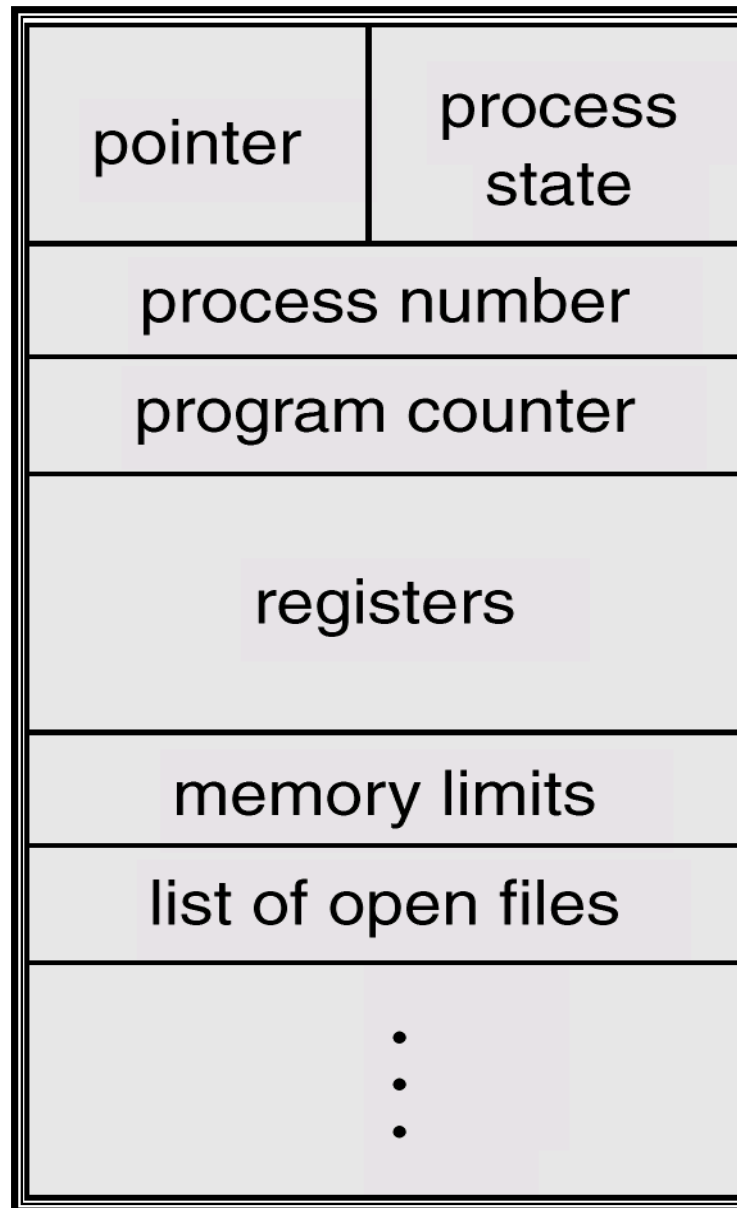 pointer
process
state
process number
program counter
registers
memory limits
list of open files